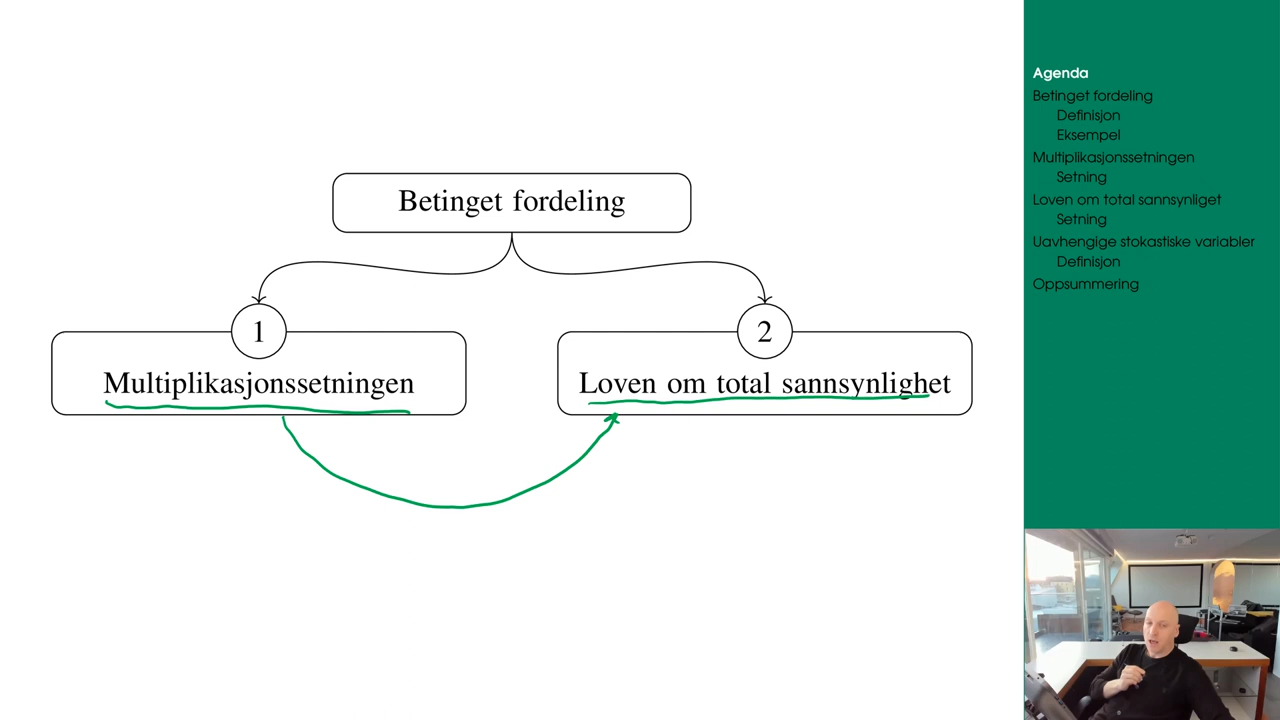 Betinget fordeling
1
Multiplikasjonssetningen
2
Loven om total sannsynlighet
Agenda
Betinget fordeling
Definisjon
Eksempel
Multiplikasjonssetningen
Setning
Loven om total sannsynliget
Setning
Uavhengige stokastiske variabler
Definisjon
Oppsummering